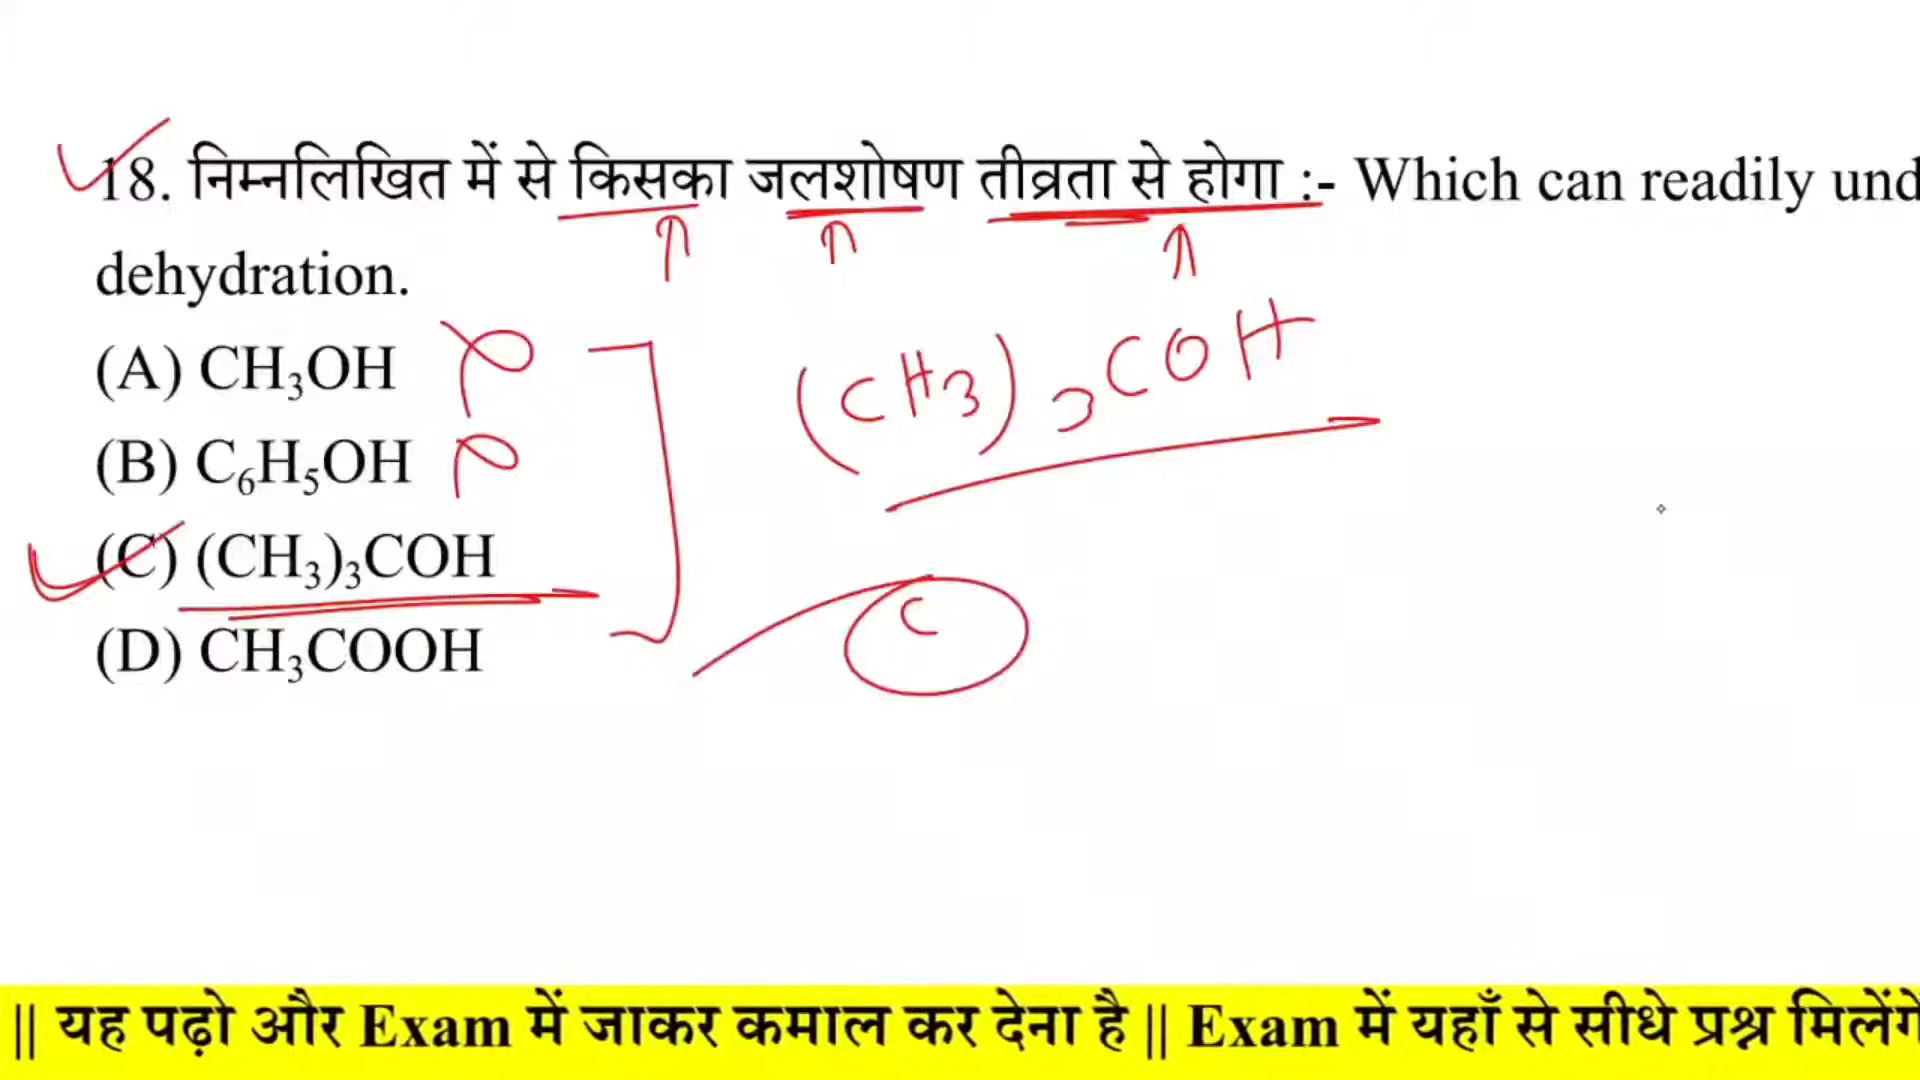 18. निम्नलिखित में से किसका जलशोषण तीव्रता से होगा :- Which can readily und
dehydration.
(A) CH₃OH
(B) C₆H₅OH
(CH3)3COH
(C) (CH₃)₃COH
C
(D) CH₃COOH
|| यह पढ़ो और Exam में जाकर कमाल कर देना है || Exam में यहाँ से सीधे प्रश्न मिलेंगे